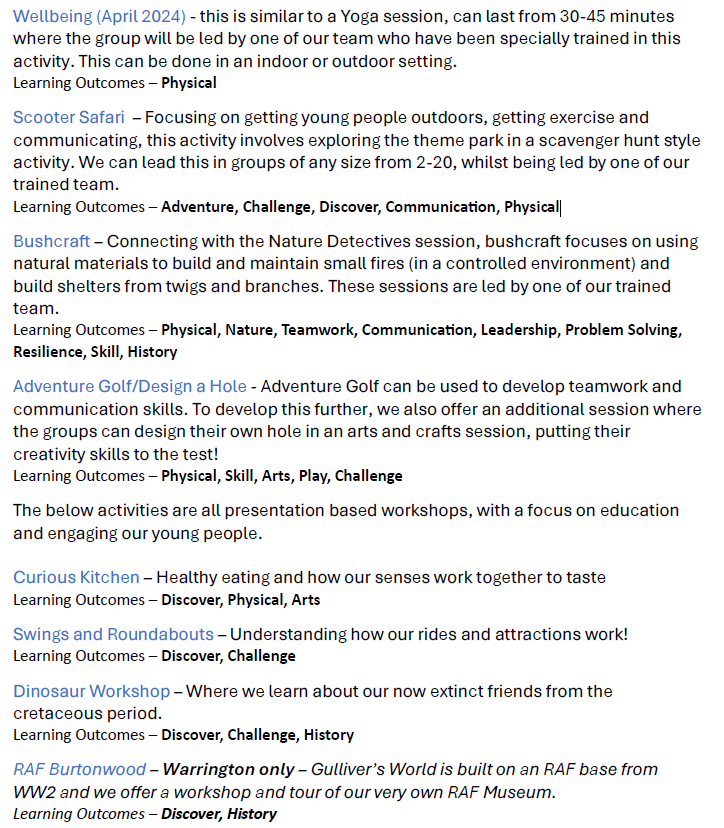 Wellbeing (April 2024) - this is similar to a Yoga session, can last from 30-45 minutes
where the group will be led by one of our team who have been specially trained in this
activity. This can be done in an indoor or outdoor setting.
Learning Outcomes – Physical
Scooter Safari – Focusing on getting young people outdoors, getting exercise and
communicating, this activity involves exploring the theme park in a scavenger hunt style
activity. We can lead this in groups of any size from 2-20, whilst being led by one of our
trained team.
Learning Outcomes – Adventure, Challenge, Discover, Communication, Physical
Bushcraft – Connecting with the Nature Detectives session, bushcraft focuses on using
natural materials to build and maintain small fires (in a controlled environment) and
build shelters from twigs and branches. These sessions are led by one of our trained
team.
Learning Outcomes – Physical, Nature, Teamwork, Communication, Leadership, Problem Solving,
Resilience, Skill, History
Adventure Golf/Design a Hole - Adventure Golf can be used to develop teamwork and
communication skills. To develop this further, we also offer an additional session where
the groups can design their own hole in an arts and crafts session, putting their
creativity skills to the test!
Learning Outcomes – Physical, Skill, Arts, Play, Challenge
The below activities are all presentation based workshops, with a focus on education
and engaging our young people.
Curious Kitchen – Healthy eating and how our senses work together to taste
Learning Outcomes – Discover, Physical, Arts
Swings and Roundabouts – Understanding how our rides and attractions work!
Learning Outcomes – Discover, Challenge
Dinosaur Workshop – Where we learn about our now extinct friends from the
cretaceous period.
Learning Outcomes – Discover, Challenge, History
RAF Burtonwood – Warrington only – Gulliver's World is built on an RAF base from
WW2 and we offer a workshop and tour of our very own RAF Museum.
Learning Outcomes – Discover, History